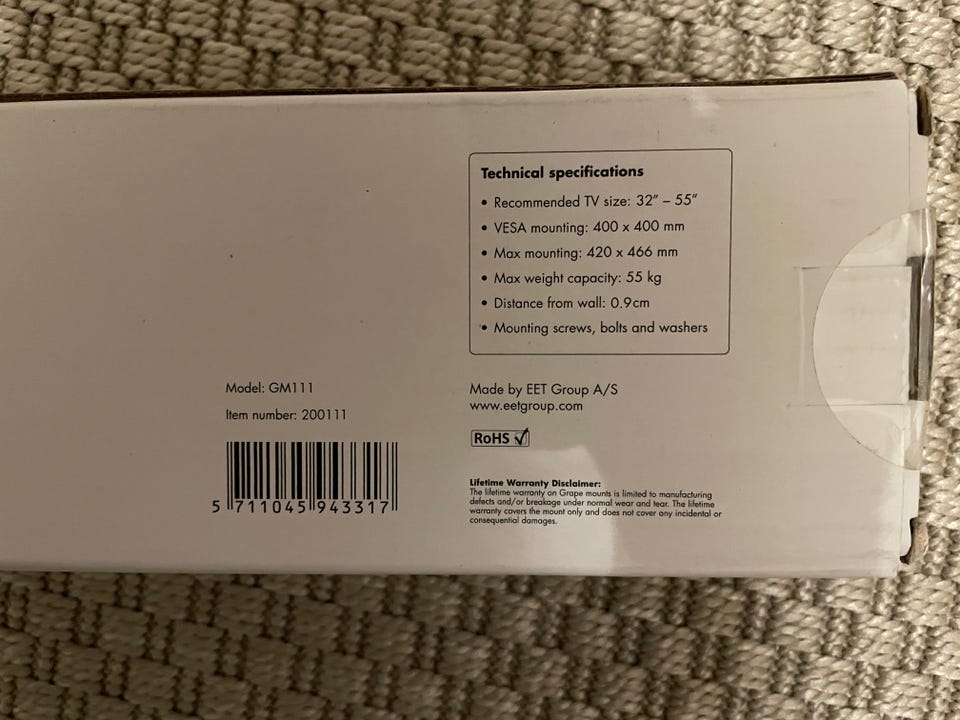 Technical specifications
• Recommended TV size: 32” – 55”
• VESA mounting: 400 x 400 mm
• Max mounting: 420 x 466 mm
• Max weight capacity: 55 kg
• Distance from wall: 0.9cm
• Mounting screws, bolts and washers
Model: GM111
Item number: 200111
5 711045 943317
Made by EET Group A/S
www.eetgroup.com
RoHS
Lifetime Warranty Disclaimer:
The lifetime warranty on Grape mounts is limited to manufacturing
defects and/or breakage under normal wear and tear. The lifetime
warranty covers the mount only and does not cover any incidental or
consequential damages.